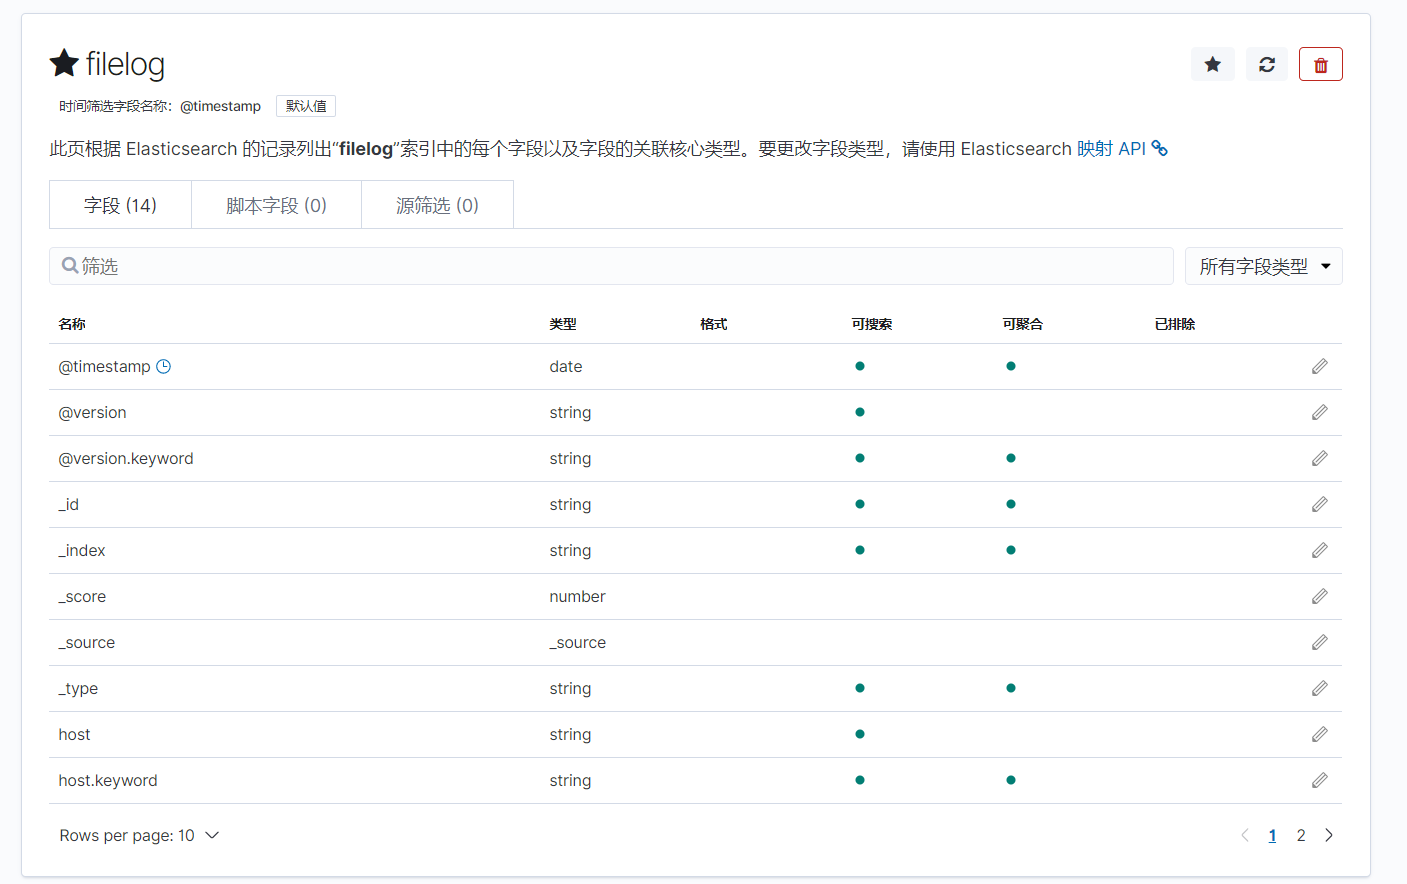 filelog
时间筛选字段名称：@timestamp 默认值
此页根据 Elasticsearch 的记录列出“filelog”索引中的每个字段以及字段的关联核心类型。要更改字段类型，请使用 Elasticsearch 映射 API
字段 (14) 脚本字段 (0) 源筛选 (0)
筛选 所有字段类型
名称 类型 格式 可搜索 可聚合 已排除
@timestamp date
@version string
@version.keyword string
_id string
_index string
_score number
_source _source
_type string
host string
host.keyword string
Rows per page: 10 1 2